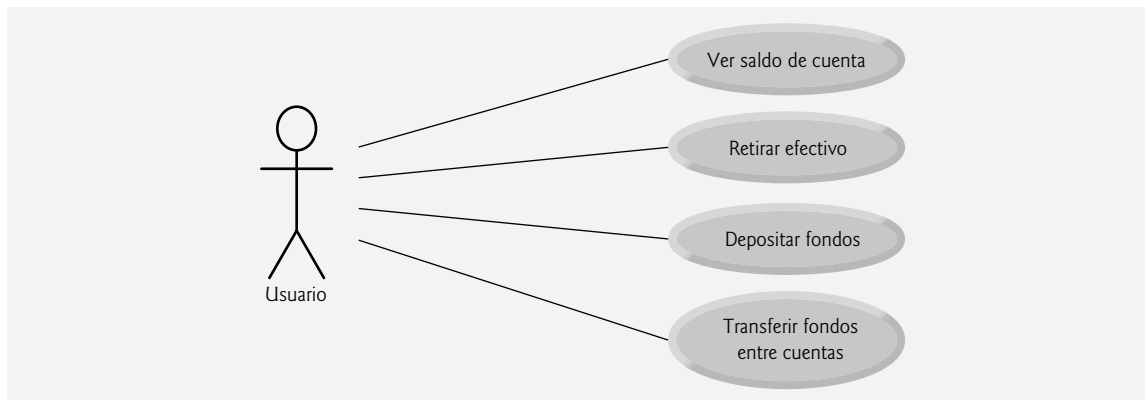 Ver saldo de cuenta
Retirar efectivo
Depositar fondos
Usuario
Transferir fondos
entre cuentas